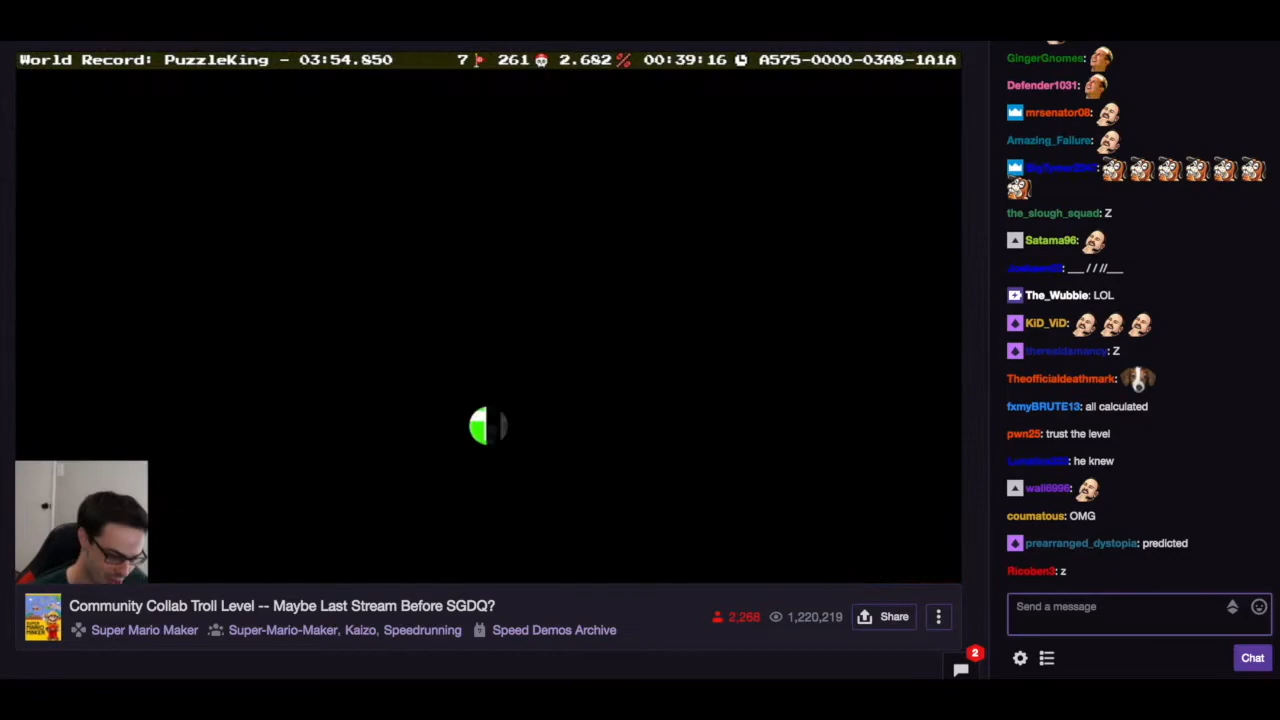 World Record: PuzzleKing - 03:54.850 7 261 2.682% 00:39:16 A575-0000-03A8-1A1A
GingerGnomes:
Defender1031:
mrsenator08:
Amazing_Failure:
the_slough_squad: Z
Satama96:
: ___ / / //___
The_Wubbie: LOL
KiD_ViD:
theresidsmancy: Z
Theofficialdeathmark:
fxmyBRUTE13: all calculated
pwn25: trust the level
: he knew
wall6996:
coumatous: OMG
prearranged_dystopia: predicted
Ricoben3: z
Send a message
Chat
Community Collab Troll Level -- Maybe Last Stream Before SGDQ?
Super Mario Maker Super-Mario-Maker, Kaizo, Speedrunning Speed Demos Archive
2,268 1,220,219 Share
2